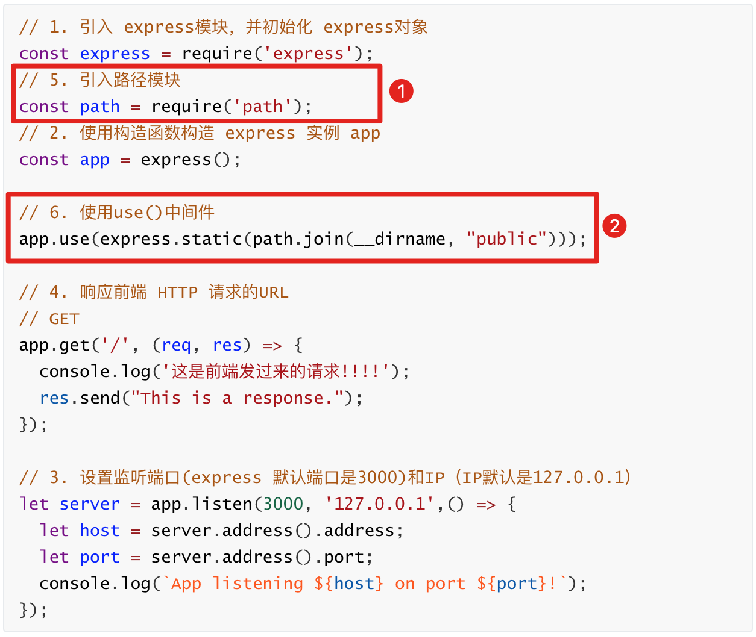 // 1. 引入 express模块，并初始化 express对象
const express = require('express');
// 5. 引入路径模块
const path = require('path');
1
// 2. 使用构造函数构造 express 实例 app
const app = express();
// 6. 使用use()中间件
app.use(express.static(path.join(__dirname, "public")));
2
// 4. 响应前端 HTTP 请求的URL
// GET
app.get('/', (req, res) => {
  console.log('这是前端发过来的请求!!!!');
  res.send("This is a response.");
});
// 3. 设置监听端口(express 默认端口是3000)和IP（IP默认是127.0.0.1）
let server = app.listen(3000, '127.0.0.1',() => {
  let host = server.address().address;
  let port = server.address().port;
  console.log(`App listening ${host} on port ${port}!`);
});